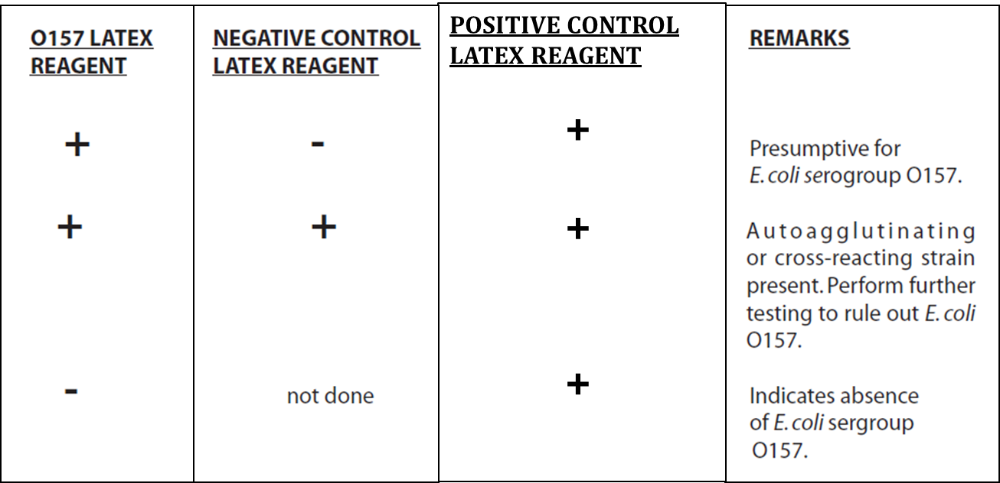 O157 LATEX
REAGENT
NEGATIVE CONTROL
LATEX REAGENT
POSITIVE CONTROL
LATEX REAGENT
REMARKS
+
-
+
Presumptive for
E. coli serogroup O157.
+
+
+
Autoagglutinating
or cross-reacting strain
present. Perform further
testing to rule out E. coli
O157.
-
not done
+
Indicates absence
of E. coli sergroup
O157.